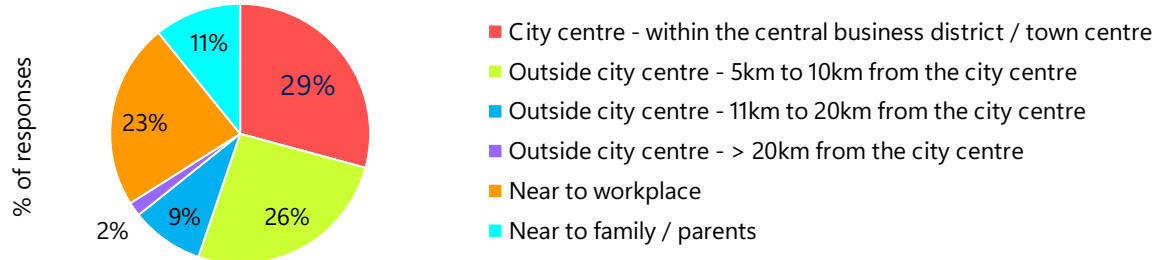 % of responses
11%
29%
23%
2%
9%
26%
City centre - within the central business district / town centre
Outside city centre - 5km to 10km from the city centre
Outside city centre - 11km to 20km from the city centre
Outside city centre - > 20km from the city centre
Near to workplace
Near to family / parents